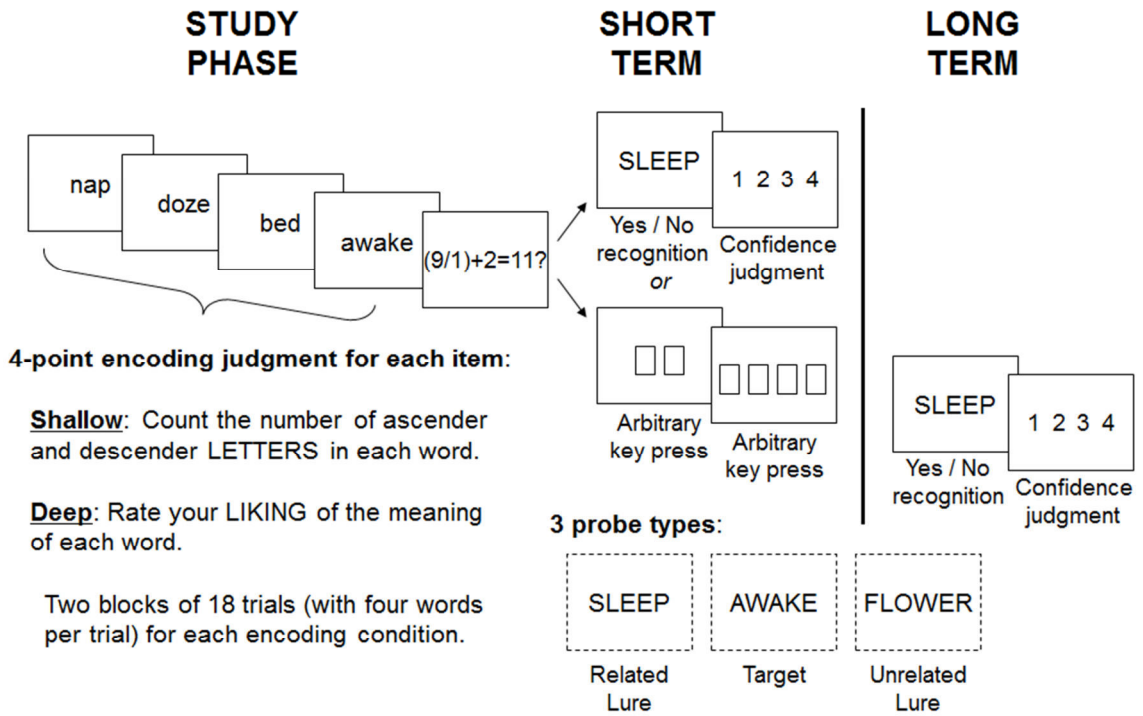 STUDY
PHASE
nap
doze
bed
awake
(9/1)+2=11?
4-point encoding judgment for each item:
Shallow: Count the number of ascender
and descender LETTERS in each word.
Deep: Rate your LIKING of the meaning
of each word.
Two blocks of 18 trials (with four words
per trial) for each encoding condition.
SHORT
TERM
SLEEP
1 2 3 4
Yes / No
recognition
or
Confidence
judgment
Arbitrary
key press
Arbitrary
key press
3 probe types:
SLEEP
AWAKE
FLOWER
Related
Lure
Target
Unrelated
Lure
LONG
TERM
SLEEP
1 2 3 4
Yes / No
recognition
Confidence
judgment